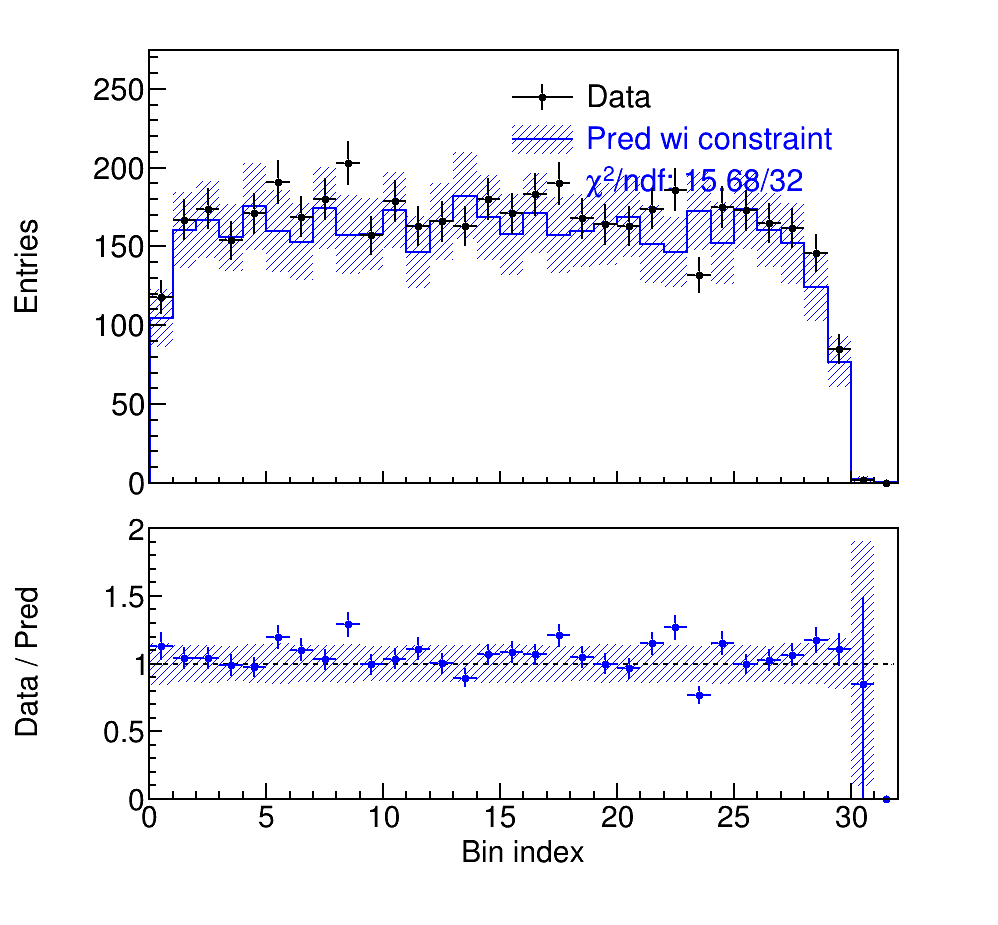 250
200
150
100
50
0
Entries
Data
Pred wi constraint
χ²/ndf: 15.68/32
2
1.5
1
0.5
0
Data / Pred
0 5 10 15 20 25 30
Bin index